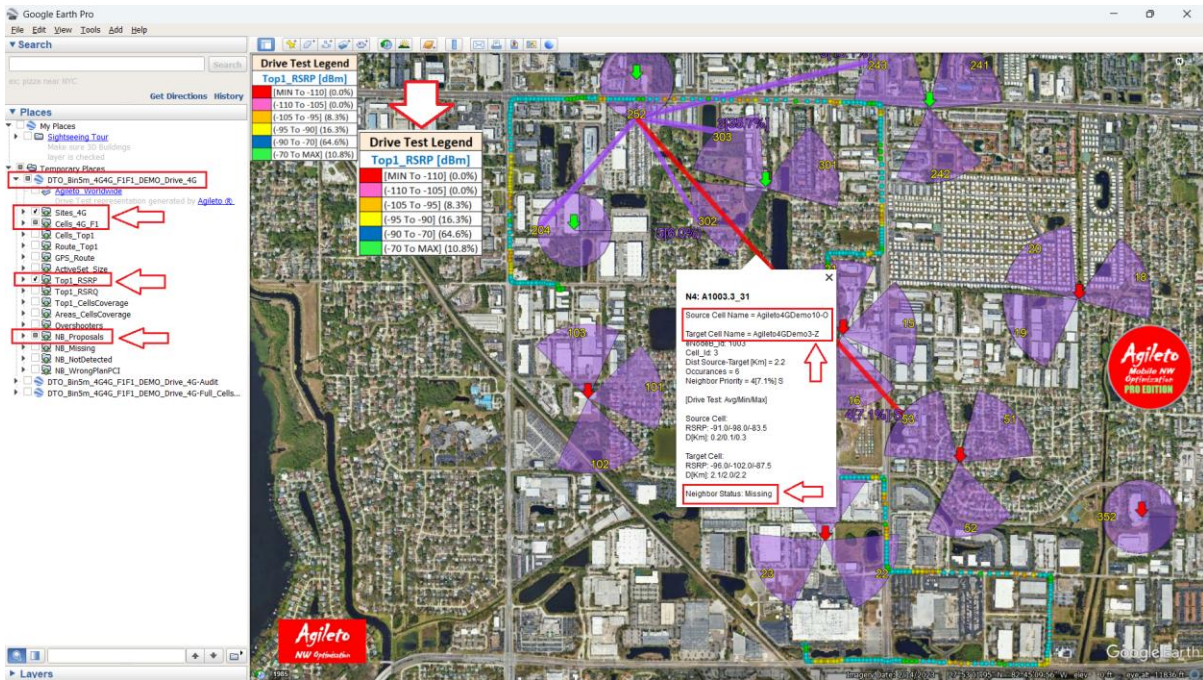 Google Earth Pro
File Edit View Tools Add Help
Search
Search
ex: pizza near NYC
Get Directions History
Places
My Places
Sightseeing Tour
Make sure 3D Buildings
layer is checked
Temporary Places
DTO_Bin5m_4G4G_F1F1_DEMO_Drive_4G
Agileto_Worldwide
Drive Test representation generated by Agileto ®.
Sites_4G
Cells_4G_F1
Cells_Top1
Route_Top1
GPS_Route
ActiveSet_Size
Top1_RSRP
Top1_RSRQ
Top1_CellsCoverage
Areas_CellsCoverage
Overshooters
NB_Proposals
NB_Missing
NB_NotDetected
NB_WrongPlanPCI
DTO_Bin5m_4G4G_F1F1_DEMO_Drive_4G-Audit
DTO_Bin5m_4G4G_F1F1_DEMO_Drive_4G-Full_Cells...
Layers
Drive Test Legend
Top1_RSRP [dBm]
[MIN To -110] (0.0%)
(-110 To -105] (0.0%)
(-105 To -95] (8.3%)
(-95 To -90] (16.3%)
(-90 To -70] (64.6%)
(-70 To MAX] (10.8%)
Drive Test Legend
Top1_RSRP [dBm]
[MIN To -110] (0.0%)
(-110 To -105] (0.0%)
(-105 To -95] (8.3%)
(-95 To -90] (16.3%)
(-90 To -70] (64.6%)
(-70 To MAX] (10.8%)
243
241
252
303
301
242
302
204
20
18
19
15
103
101
102
16
53
51
52
352
23
22
N4: A1003.3_31
Source Cell Name = Agileto4GDemo10-O
Target Cell Name = Agileto4GDemo3-Z
eNodeB_Id: 1003
Cell_Id: 3
Dist Source-Target [Km] = 2.2
Occurances = 6
Neighbor Priority = 4[7.1%] S
[Drive Test: Avg/Min/Max]
Source Cell:
RSRP: -91.0/-98.0/-83.5
D[Km]: 0.2/0.1/0.3
Target Cell:
RSRP: -96.0/-102.0/-87.5
D[Km]: 2.1/2.0/2.2
Neighbor Status: Missing
Agileto
Mobile NW
Optimization
PRO EDITION
Agileto
NW Optimization
1985
Google Earth